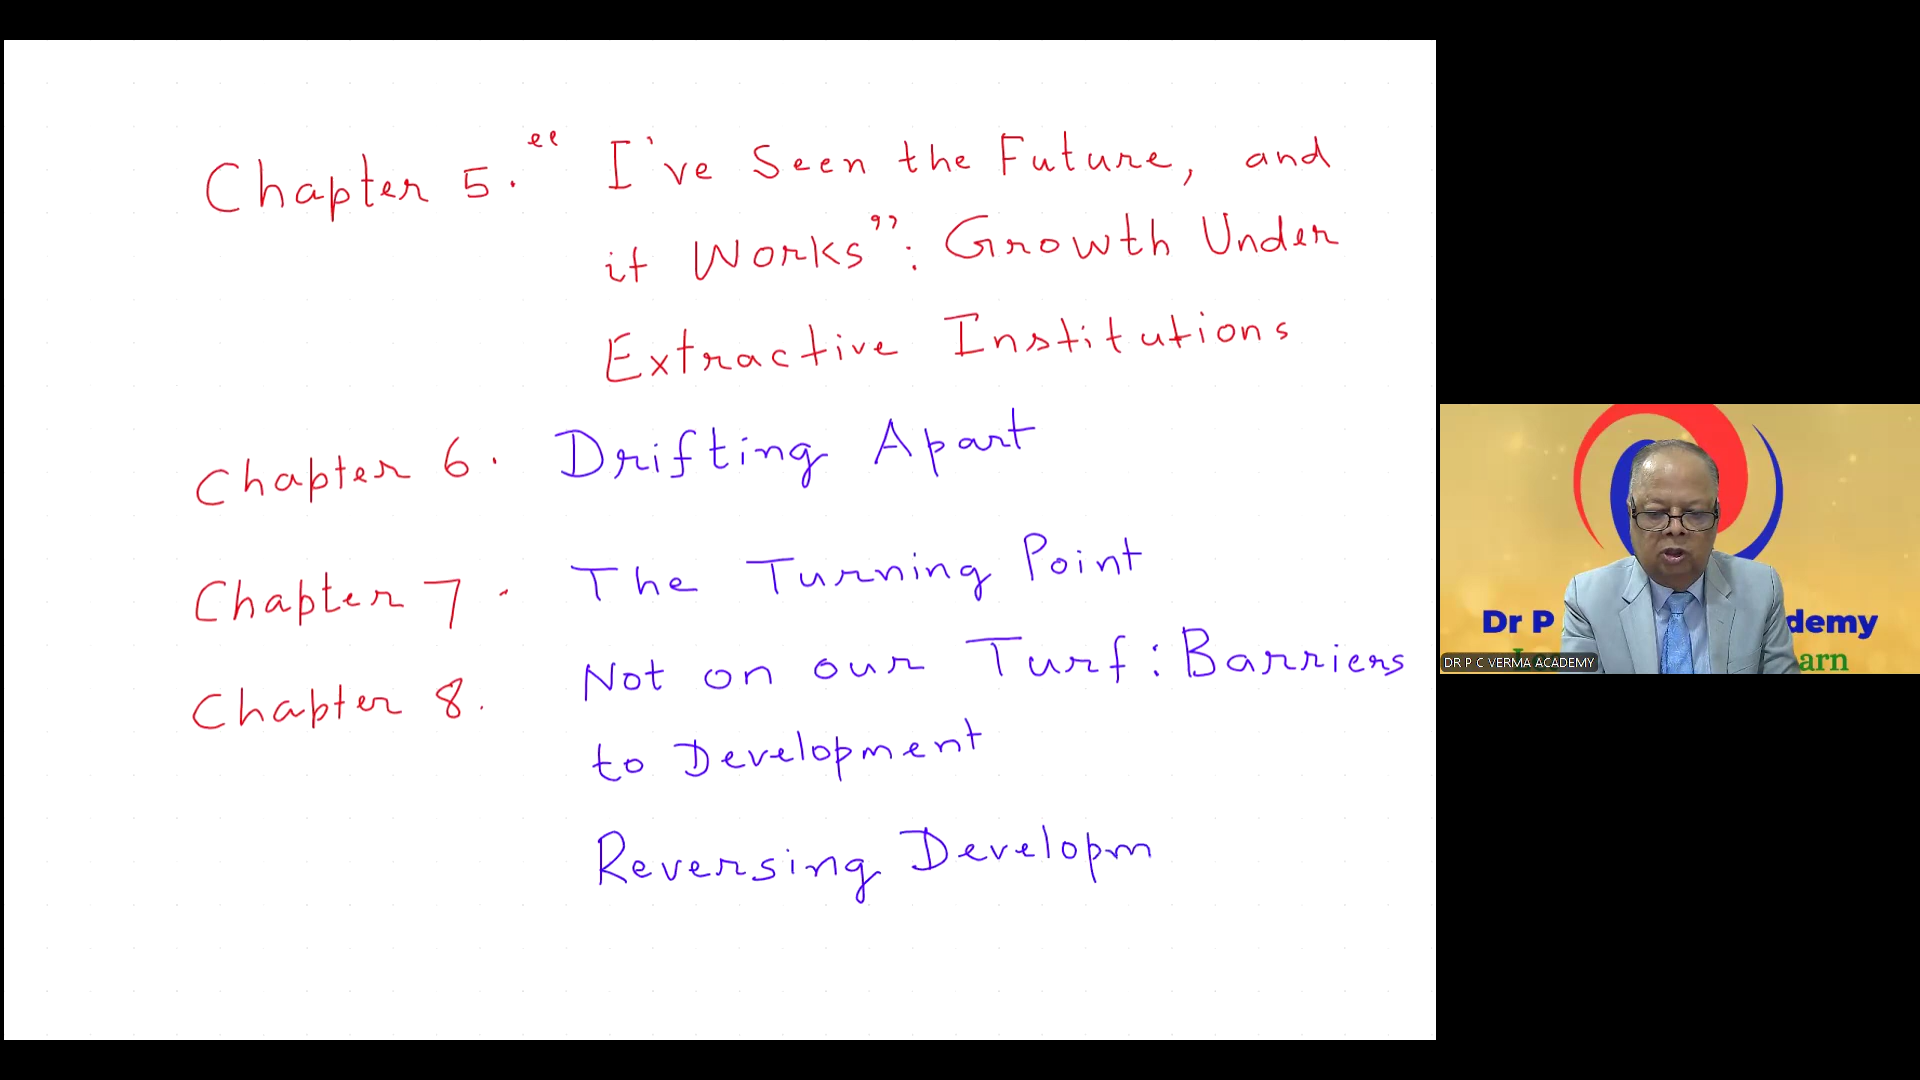 Chapter 5. "I've Seen the Future, and
it Works": Growth Under
Extractive Institutions
Chapter 6. Drifting Apart
Chapter 7. The Turning Point
Chapter 8. Not on our Turf: Barriers
to Development
Reversing Developm
Dr P demy
arn
DR P C VERMA ACADEMY